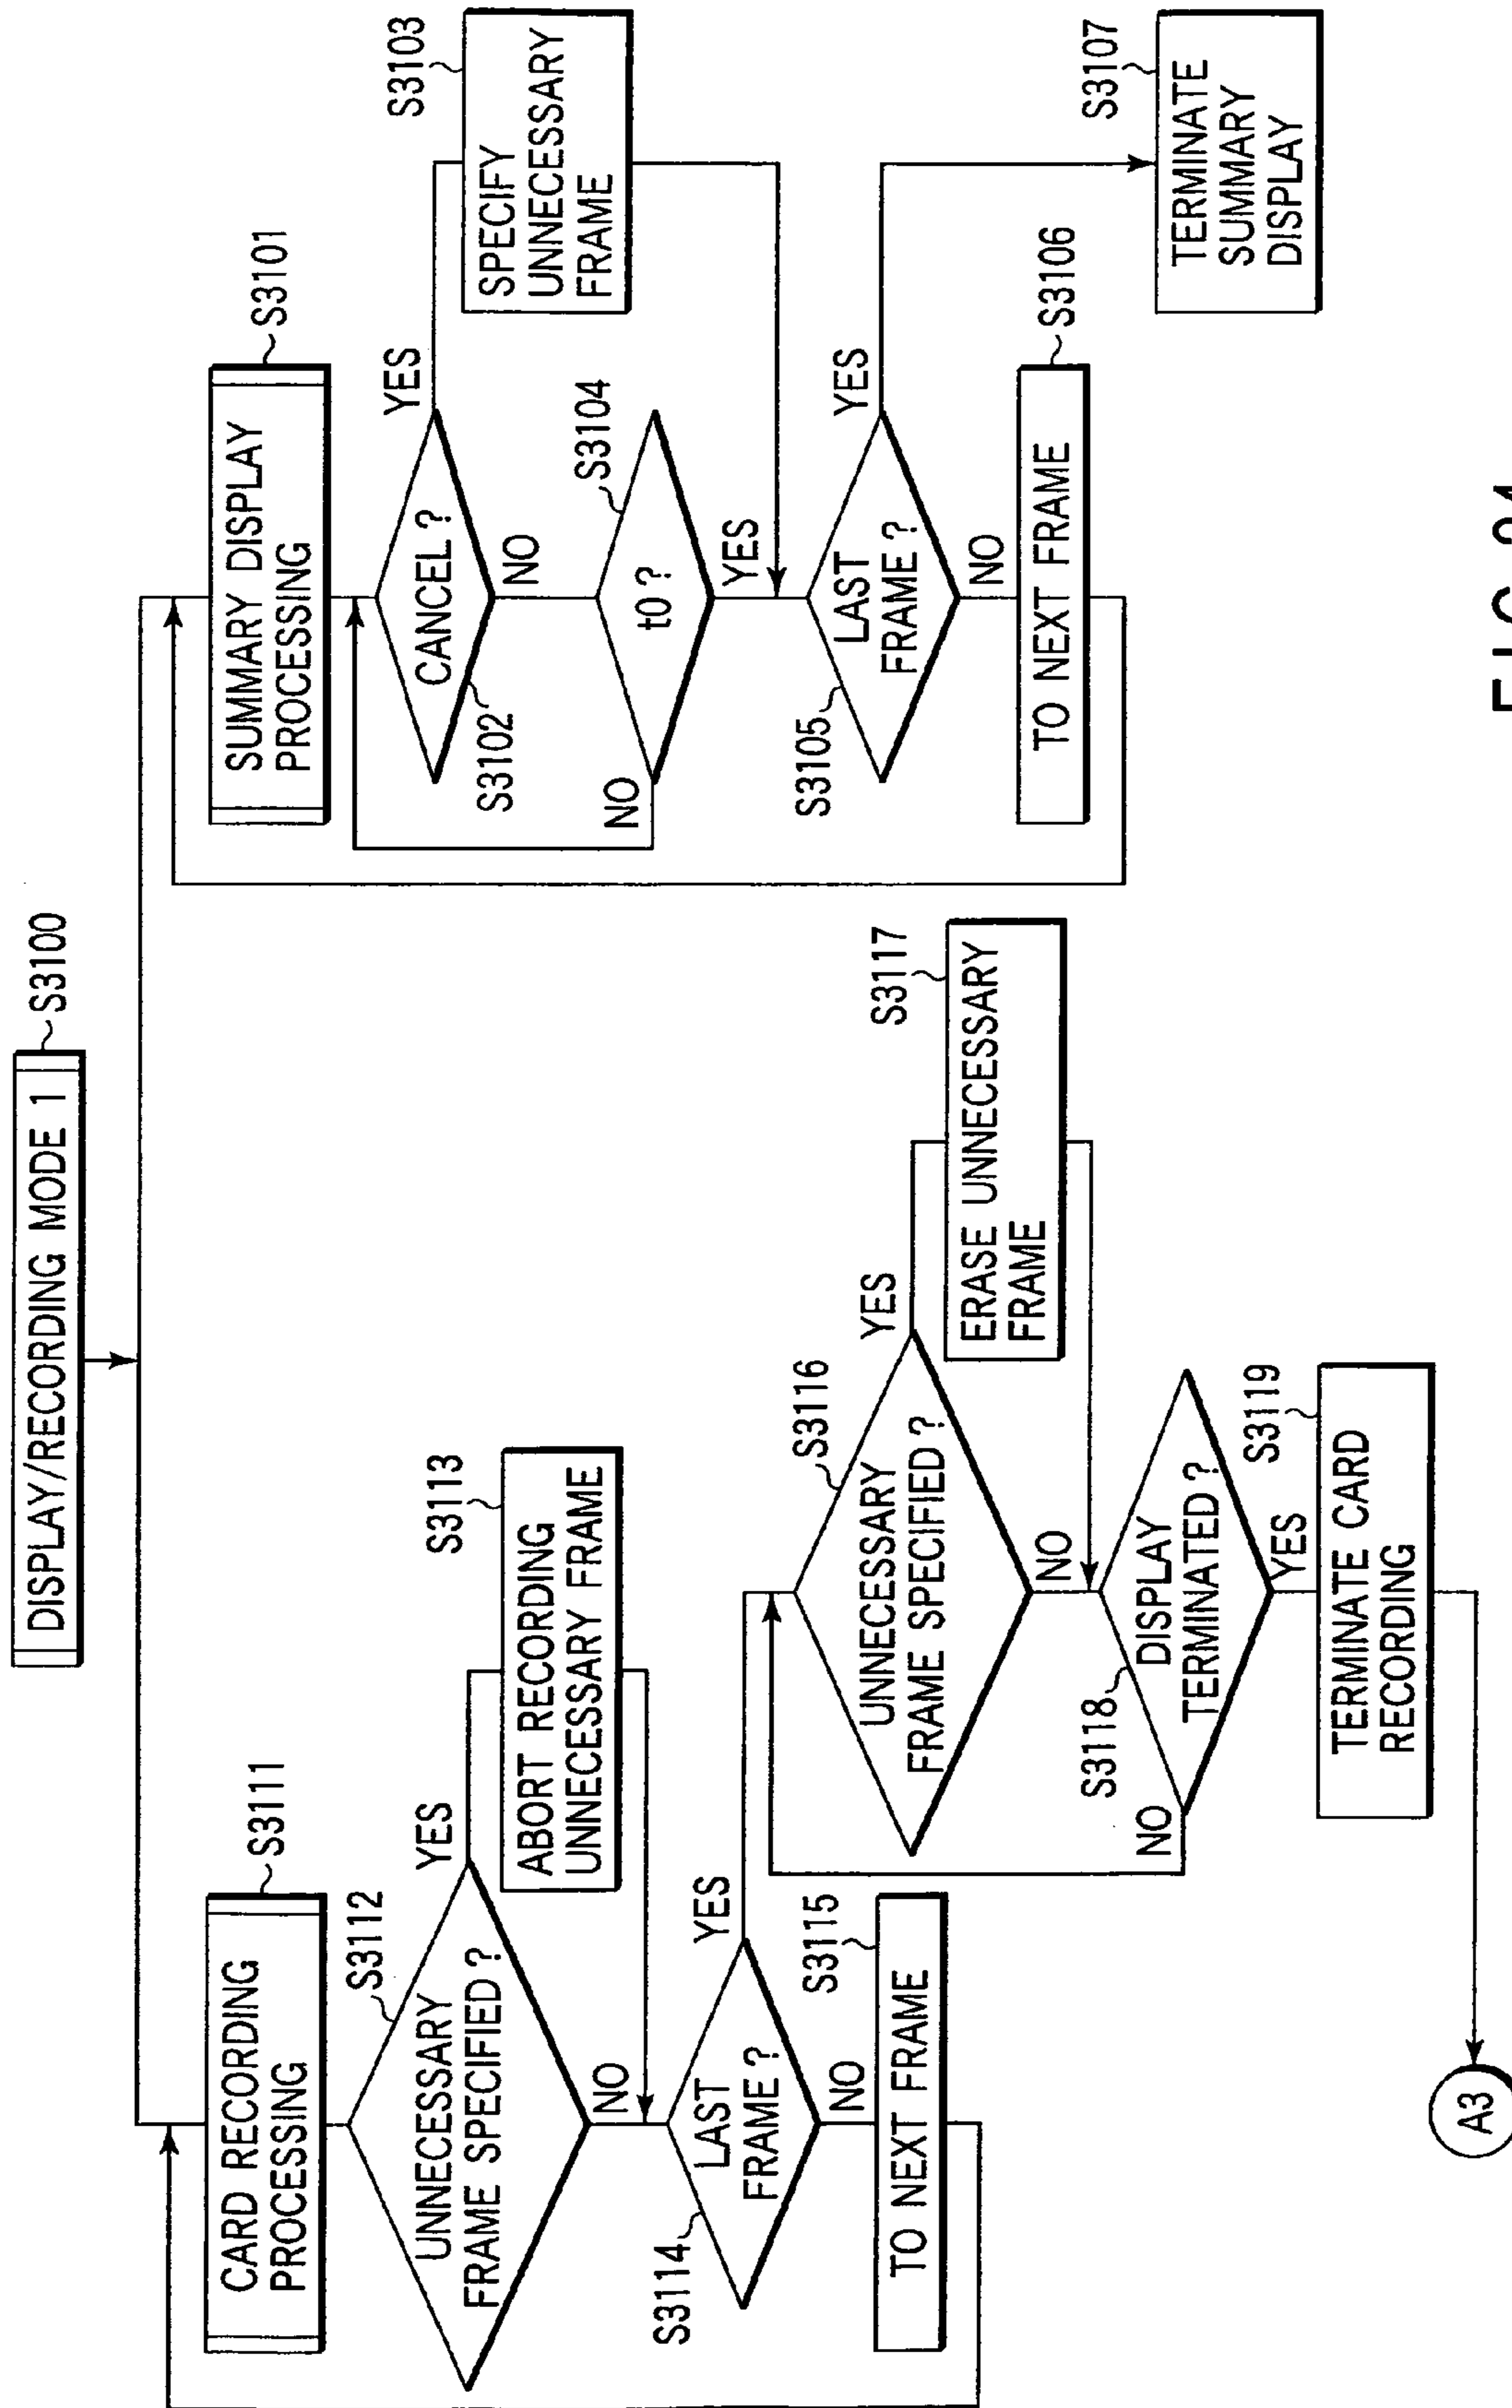 DISPLAY/RECORDING MODE 1
S3100
CARD RECORDING
PROCESSING
S3111
UNNECESSARY
FRAME SPECIFIED ?
S3112
YES
NO
ABORT RECORDING
UNNECESSARY FRAME
S3113
LAST
FRAME ?
S3114
YES
NO
TO NEXT FRAME
S3115
UNNECESSARY
FRAME SPECIFIED ?
S3116
YES
NO
ERASE UNNECESSARY
FRAME
S3117
DISPLAY
TERMINATED ?
S3118
NO
YES
TERMINATE CARD
RECORDING
S3119
A3
SUMMARY DISPLAY
PROCESSING
S3101
CANCEL ?
S3102
YES
NO
SPECIFY
UNNECESSARY
FRAME
S3103
t0 ?
S3104
NO
YES
LAST
FRAME ?
S3105
YES
NO
TO NEXT FRAME
S3106
TERMINATE
SUMMARY
DISPLAY
S3107